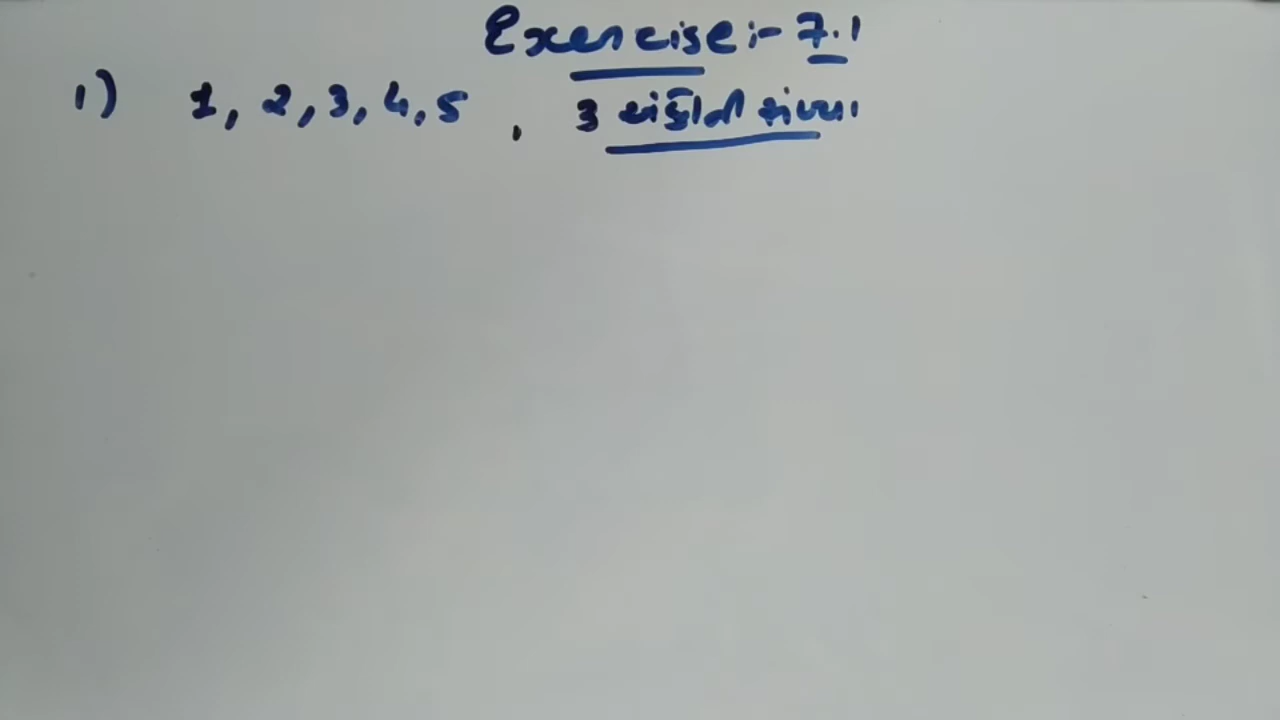 Exercise :- 7.1
1) 1, 2, 3, 4, 5 , 3 અંકોની સંખ્યા